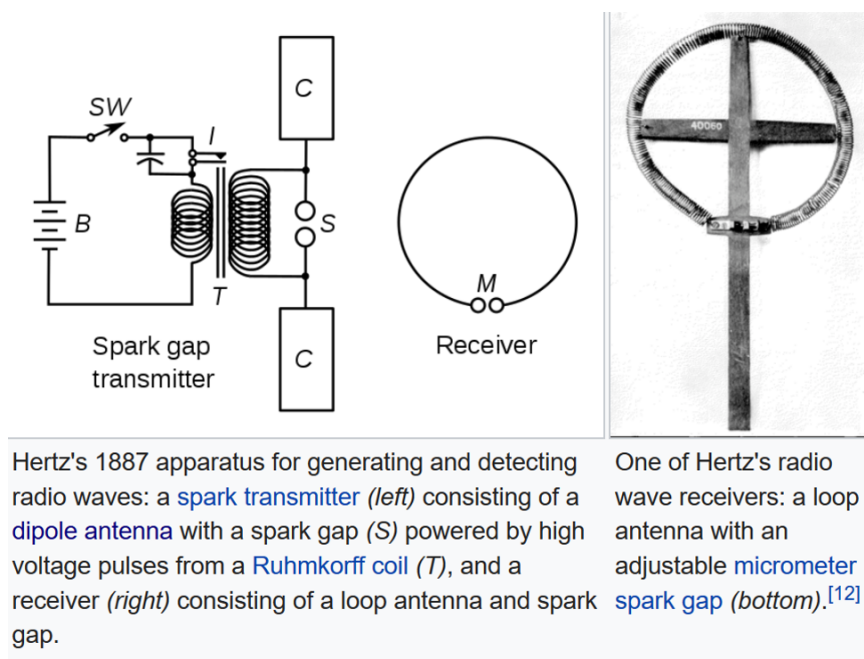 SW
I
C
B
S
T
C
M
Spark gap
transmitter
Receiver
40060
Hertz's 1887 apparatus for generating and detecting
radio waves: a spark transmitter (left) consisting of a
dipole antenna with a spark gap (S) powered by high
voltage pulses from a Ruhmkorff coil (T), and a
receiver (right) consisting of a loop antenna and spark
gap.
One of Hertz's radio
wave receivers: a loop
antenna with an
adjustable micrometer
spark gap (bottom).[12]